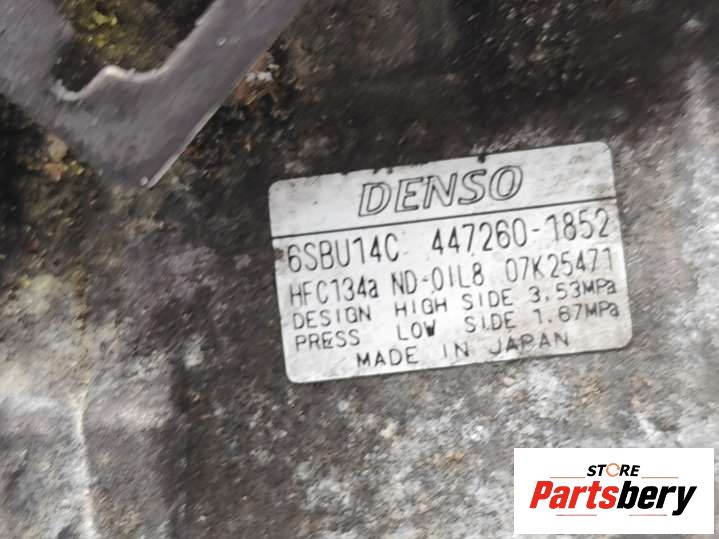 DENSO
6SBU14C 447260-1852
HFC134a ND-OIL8 07K25471
DESIGN HIGH SIDE 3.53MPa
PRESS LOW SIDE 1.67MPa
MADE IN JAPAN
STORE
Partsbery